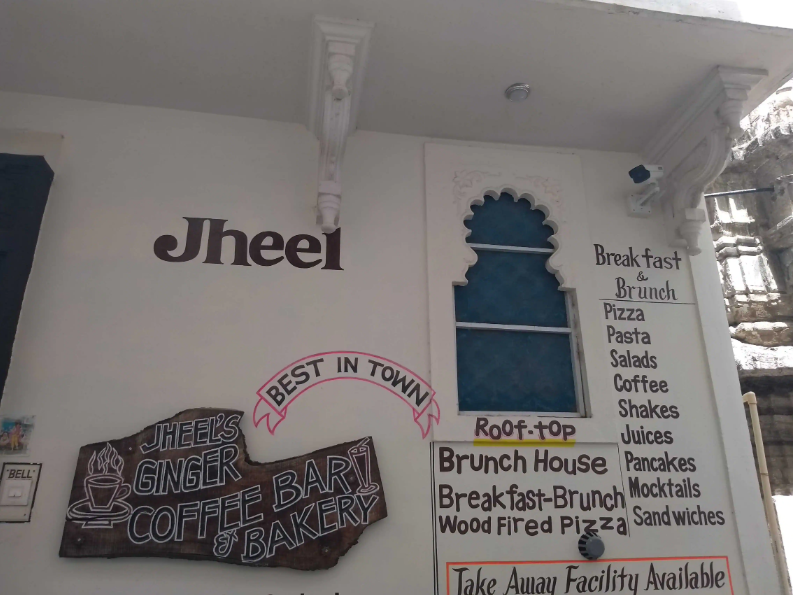 Jheel
BEST IN TOWN
JHEEL'S
GINGER
COFFEE BAR
& BAKERY
"BELL"
Roof-top
Brunch House
Breakfast-Brunch
Wood Fired Pizza
Breakfast
&
Brunch
Pizza
Pasta
Salads
Coffee
Shakes
Juices
Pancakes
Mocktails
Sandwiches
Take Away Facility Available